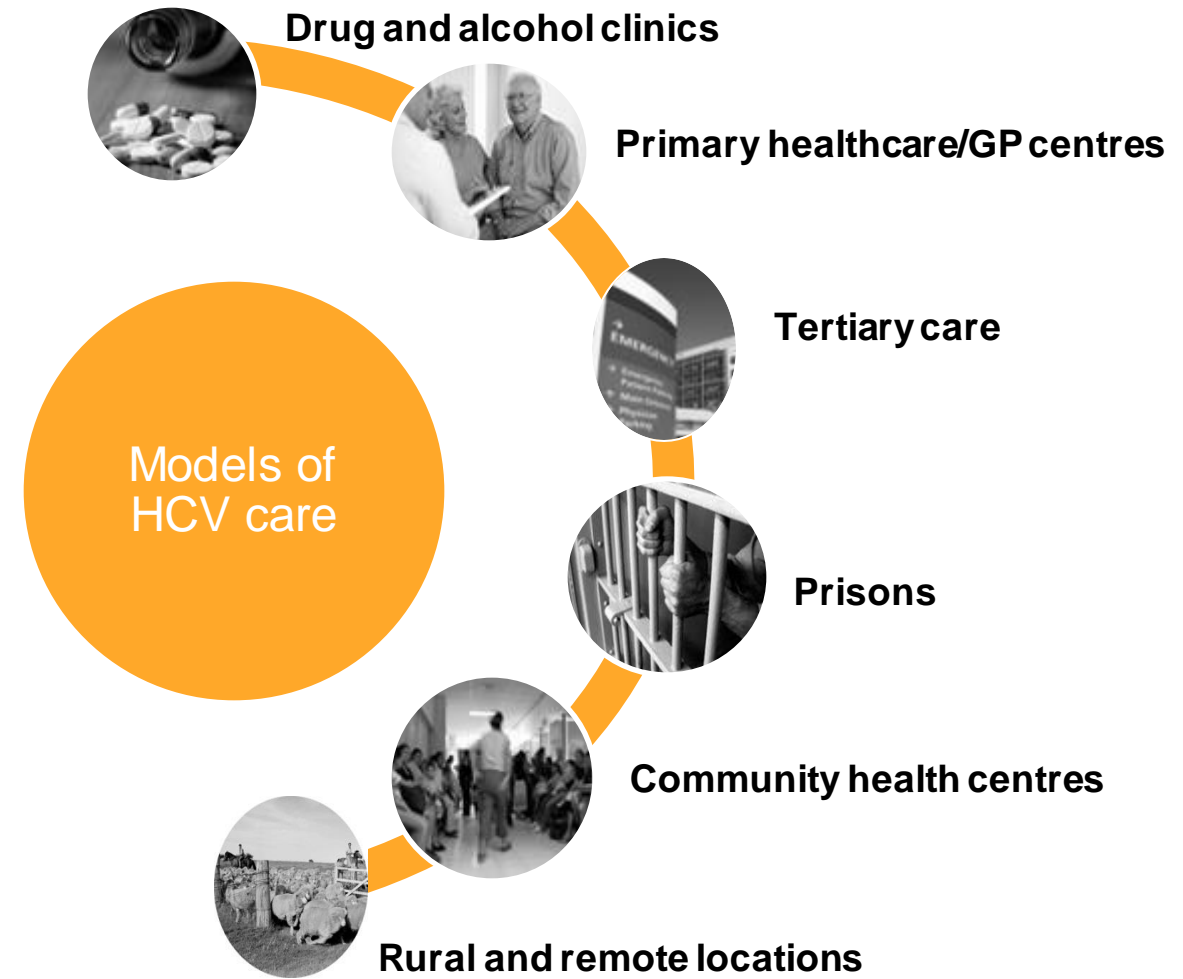 Drug and alcohol clinics
Primary healthcare/GP centres
Tertiary care
EMERGENCY
Models of
HCV care
Prisons
Community health centres
Rural and remote locations